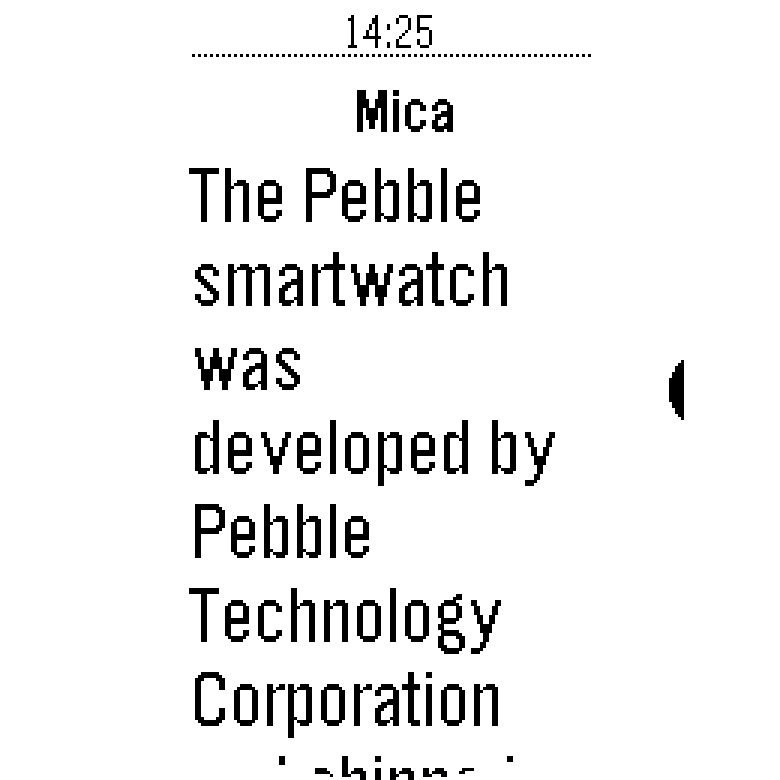 14:25
Mica
The Pebble
smartwatch
was
developed by
Pebble
Technology
Corporation